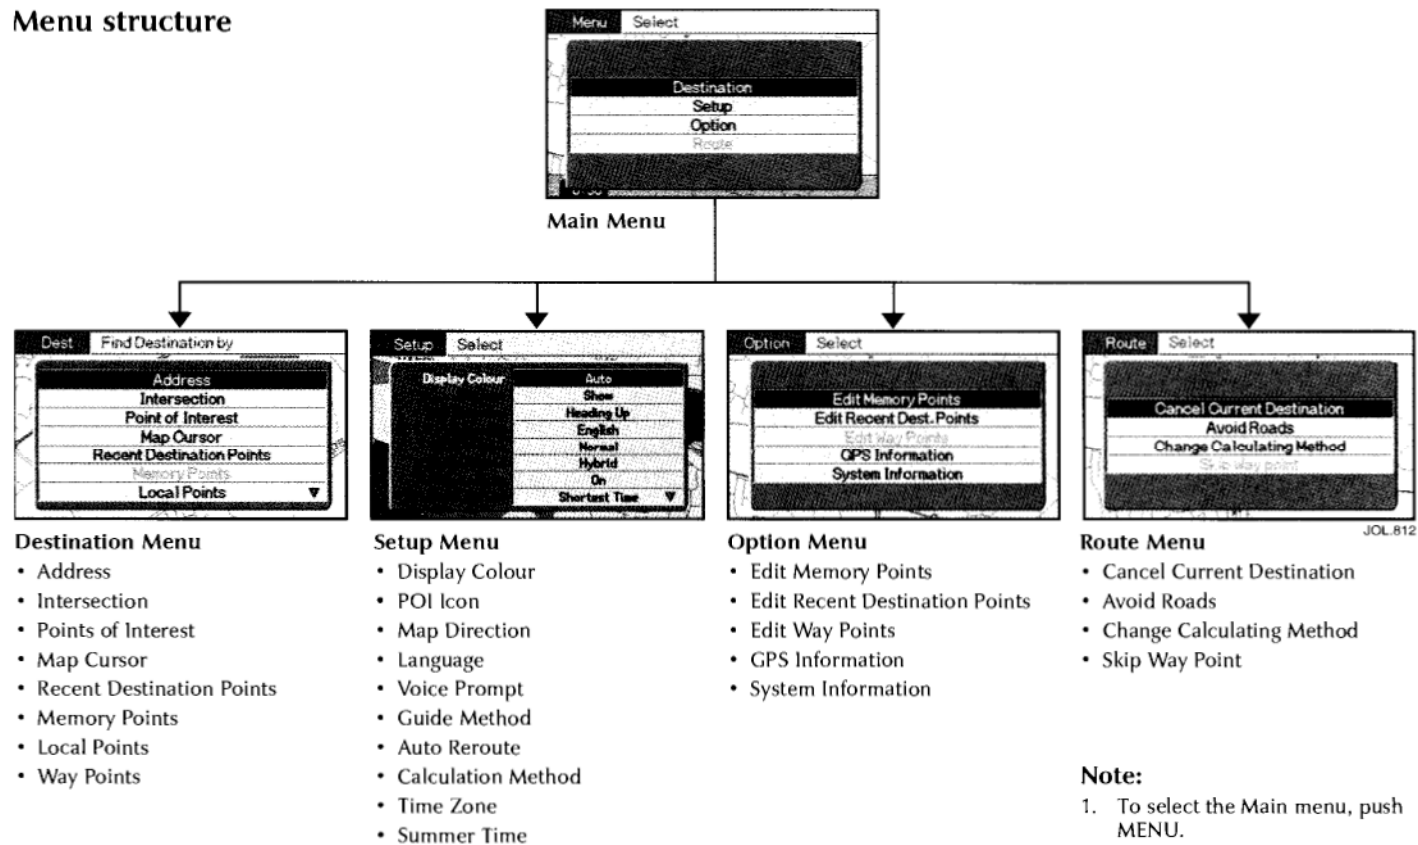 Menu structure
Menu Select
Destination
Setup
Option
Route
Main Menu
Dest Find Destination by
Address
Intersection
Point of Interest
Map Cursor
Recent Destination Points
Memory Points
Local Points
Destination Menu
• Address
• Intersection
• Points of Interest
• Map Cursor
• Recent Destination Points
• Memory Points
• Local Points
• Way Points
Setup Select
Display Colour Auto
Show
Heading Up
English
Normal
Hybrid
On
Shortest Time
Setup Menu
• Display Colour
• POI Icon
• Map Direction
• Language
• Voice Prompt
• Guide Method
• Auto Reroute
• Calculation Method
• Time Zone
• Summer Time
Option Select
Edit Memory Points
Edit Recent Dest. Points
Edit Way Points
GPS Information
System Information
Option Menu
• Edit Memory Points
• Edit Recent Destination Points
• Edit Way Points
• GPS Information
• System Information
Route Select
Cancel Current Destination
Avoid Roads
Change Calculating Method
Skip Way point
JOL.812
Route Menu
• Cancel Current Destination
• Avoid Roads
• Change Calculating Method
• Skip Way Point
Note:
1. To select the Main menu, push
MENU.